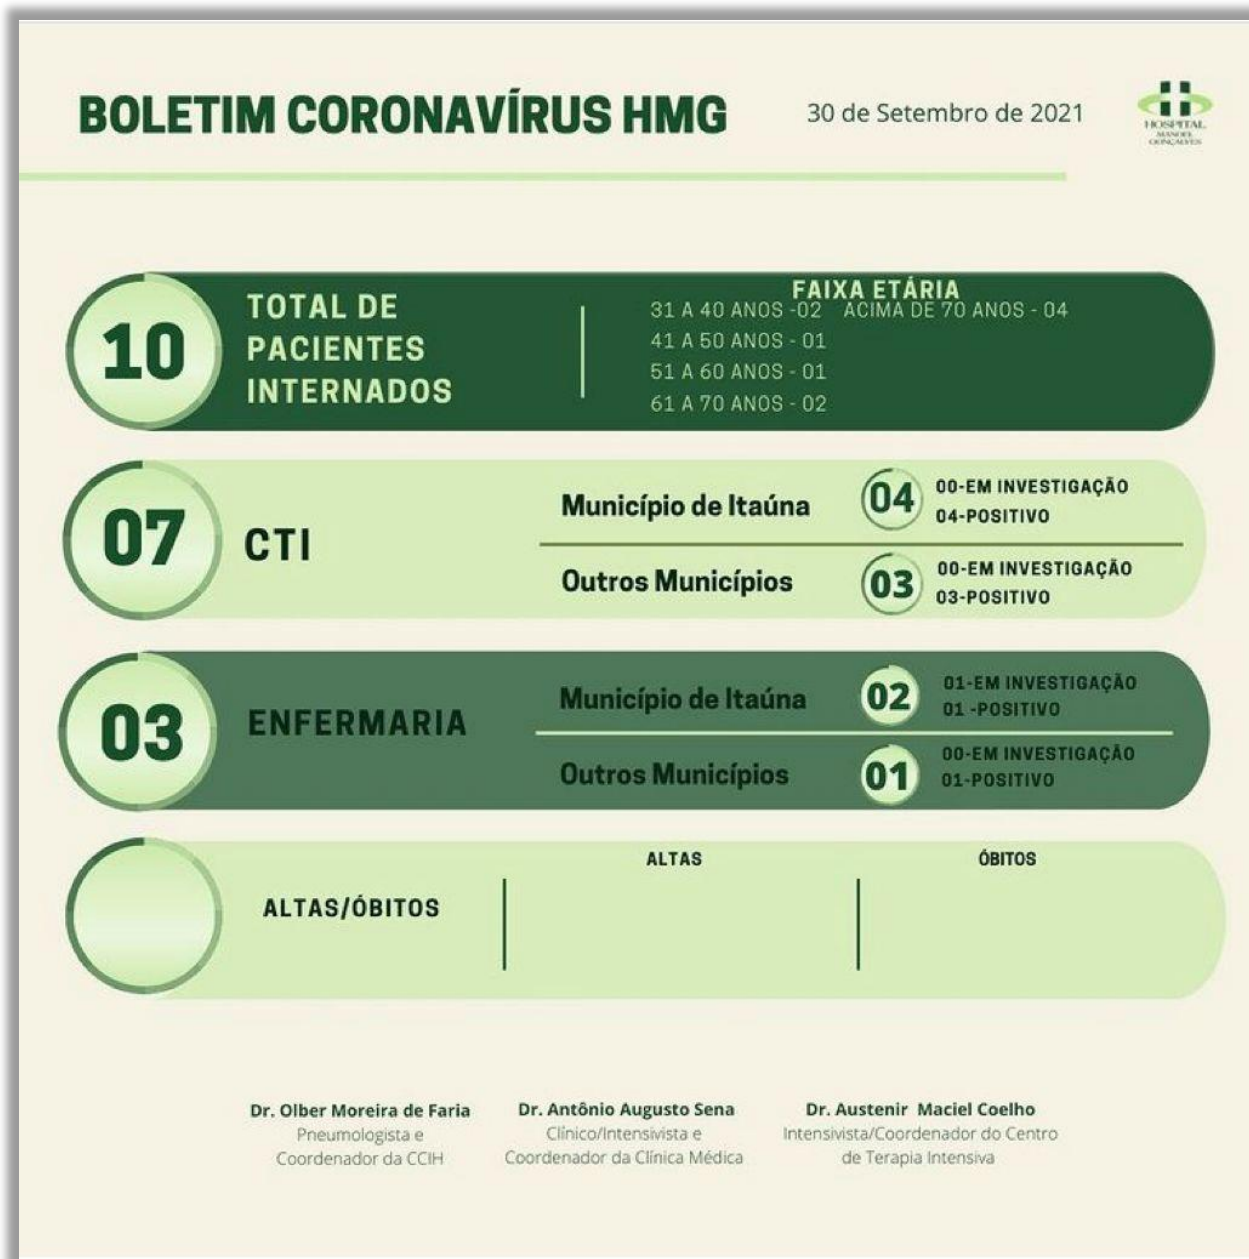 BOLETIM CORONAVÍRUS HMG
30 de Setembro de 2021
HOSPITAL
MANOEL
GONÇALVES
10
TOTAL DE
PACIENTES
INTERNADOS
FAIXA ETÁRIA
31 A 40 ANOS -02 ACIMA DE 70 ANOS - 04
41 A 50 ANOS - 01
51 A 60 ANOS - 01
61 A 70 ANOS - 02
07
CTI
Município de Itaúna
04
00-EM INVESTIGAÇÃO
04-POSITIVO
Outros Municípios
03
00-EM INVESTIGAÇÃO
03-POSITIVO
03
ENFERMARIA
Município de Itaúna
02
01-EM INVESTIGAÇÃO
01 -POSITIVO
Outros Municípios
01
00-EM INVESTIGAÇÃO
01-POSITIVO
ALTAS/ÓBITOS
ALTAS
ÓBITOS
Dr. Olber Moreira de Faria
Pneumologista e
Coordenador da CCIH
Dr. Antônio Augusto Sena
Clínico/Intensivista e
Coordenador da Clínica Médica
Dr. Austenir Maciel Coelho
Intensivista/Coordenador do Centro
de Terapia Intensiva